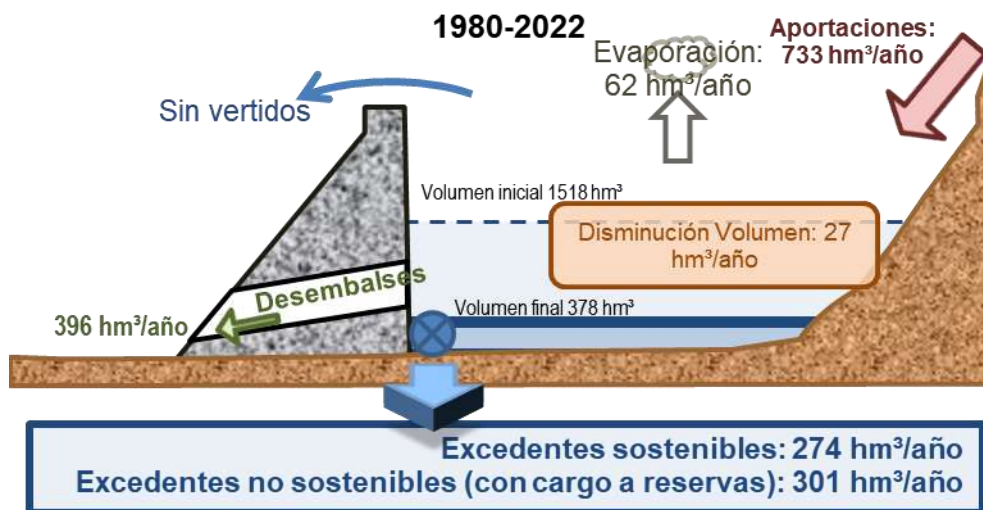 1980-2022
Aportaciones:
733 hm³/año
Evaporación:
62 hm³/año
Sin vertidos
Volumen inicial 1518 hm³
Disminución Volumen: 27
hm³/año
Desembalses
Volumen final 378 hm³
396 hm³/año
Excedentes sostenibles: 274 hm³/año
Excedentes no sostenibles (con cargo a reservas): 301 hm³/año